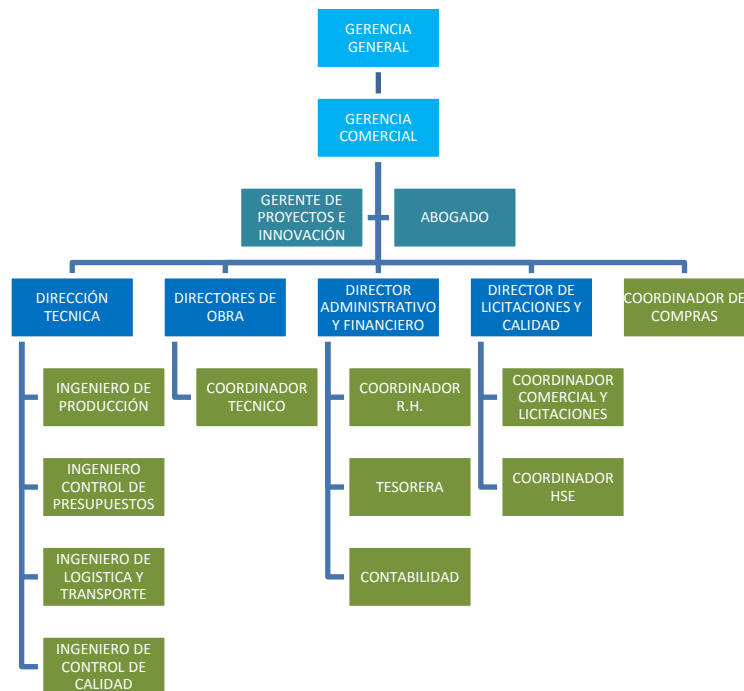 GERENCIA
GENERAL
GERENCIA
COMERCIAL
GERENTE DE
PROYECTOS E
INNOVACIÓN
ABOGADO
DIRECCIÓN
TECNICA
DIRECTORES DE
OBRA
DIRECTOR
ADMINISTRATIVO
Y FINANCIERO
DIRECTOR DE
LICITACIONES Y
CALIDAD
COORDINADOR DE
COMPRAS
INGENIERO DE
PRODUCCIÓN
COORDINADOR
TECNICO
COORDINADOR
R.H.
COORDINADOR
COMERCIAL Y
LICITACIONES
INGENIERO
CONTROL DE
PRESUPUESTOS
TESORERA
COORDINADOR
HSE
INGENIERO DE
LOGISTICA Y
TRANSPORTE
CONTABILIDAD
INGENIERO DE
CONTROL DE
CALIDAD